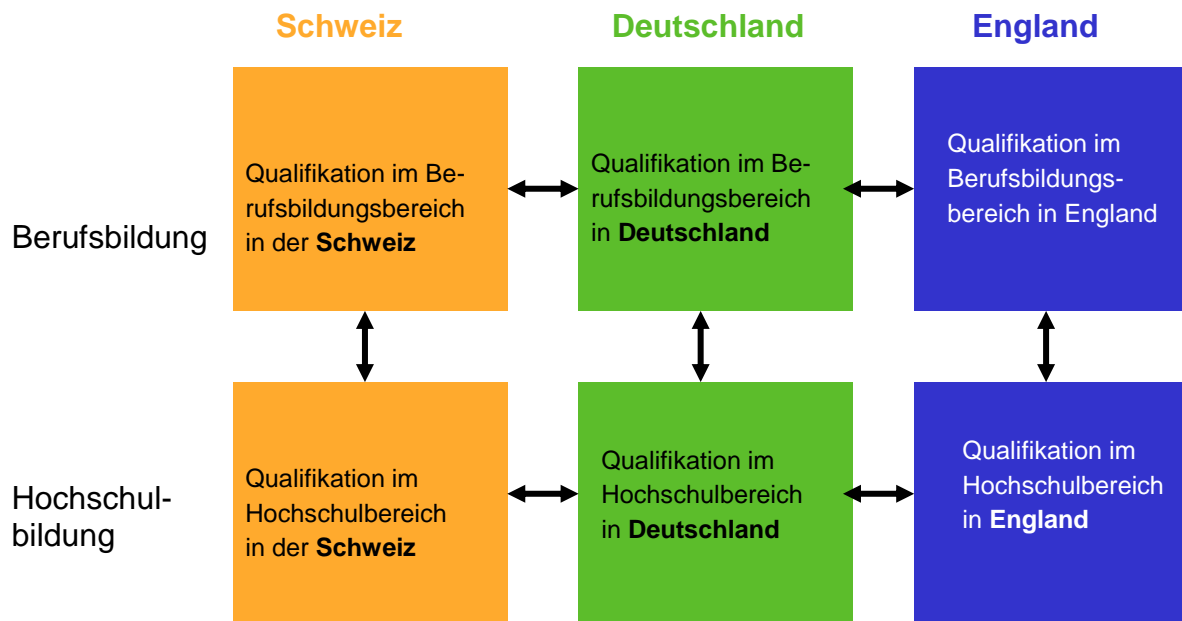 Schweiz
Deutschland
England
Berufsbildung
Qualifikation im Be-
rufsbildungsbereich
in der Schweiz
Qualifikation im Be-
rufsbildungsbereich
in Deutschland
Qualifikation im
Berufsbildungs-
bereich in England
Hochschul-
bildung
Qualifikation im
Hochschulbereich
in der Schweiz
Qualifikation im
Hochschulbereich
in Deutschland
Qualifikation im
Hochschulbereich
in England